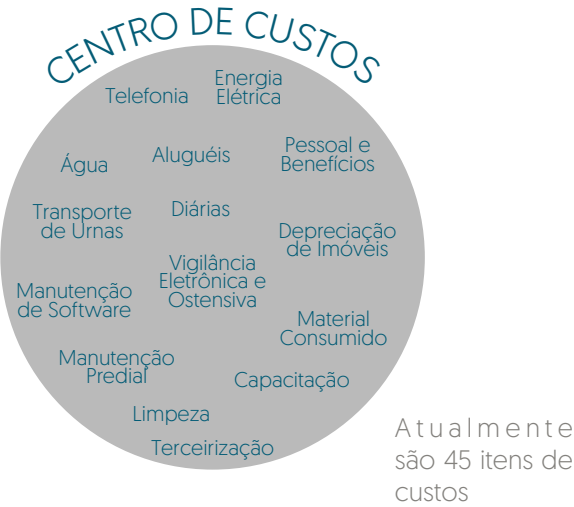 CENTRO DE CUSTOS
Energia
Elétrica
Telefonia
Pessoal e
Benefícios
Aluguéis
Água
Transporte
de Urnas
Diárias
Depreciação
de Imóveis
Vigilância
Eletrônica e
Ostensiva
Manutenção
de Software
Material
Consumido
Manutenção
Predial
Capacitação
Limpeza
Terceirização
Atualmente
são 45 itens de
custos